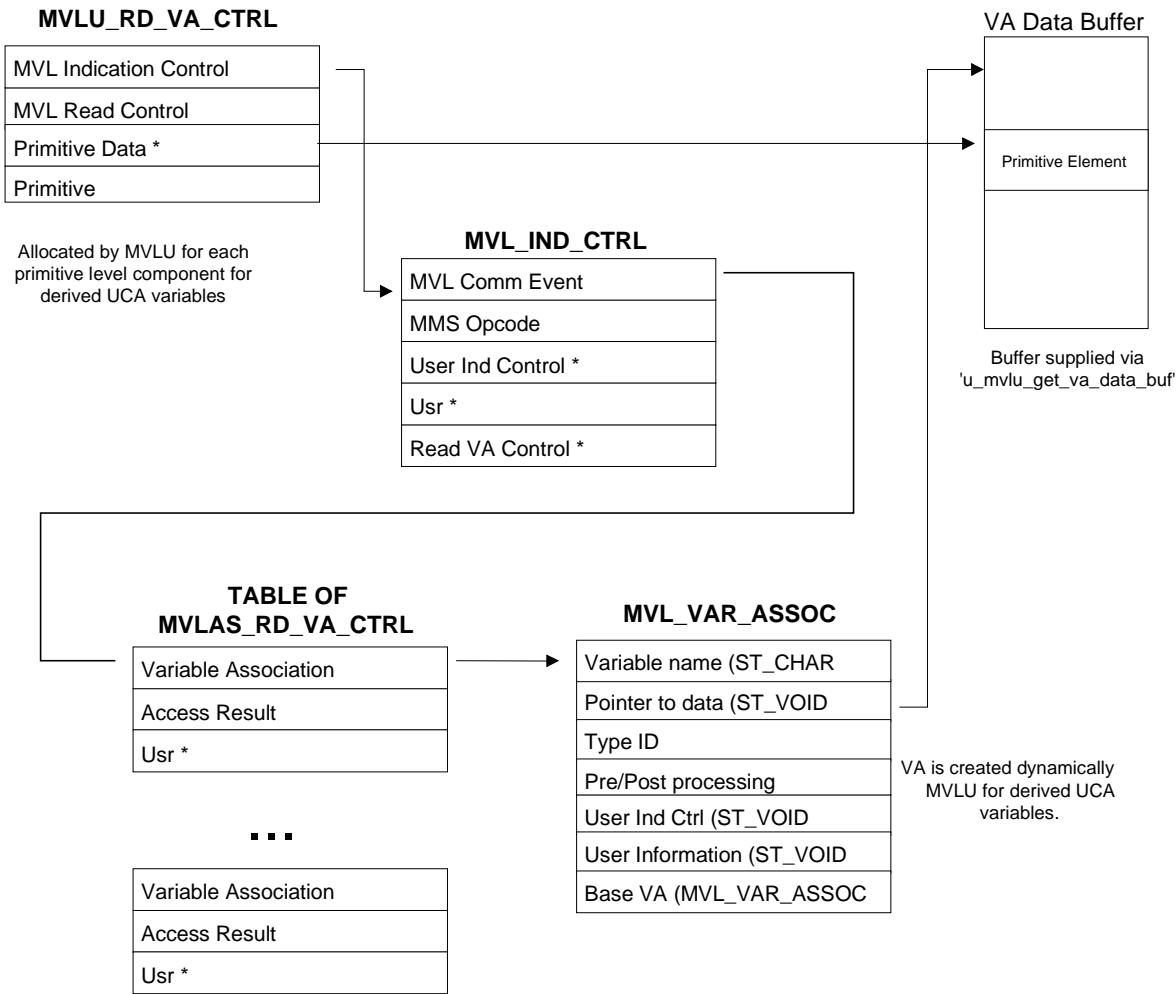 MVLU_RD_VA_CTRL
MVL Indication Control
MVL Read Control
Primitive Data *
Primitive
Allocated by MVLU for each
primitive level component for
derived UCA variables
VA Data Buffer
Primitive Element
Buffer supplied via
'u_mvlu_get_va_data_buf'
MVL_IND_CTRL
MVL Comm Event
MMS Opcode
User Ind Control *
Usr *
Read VA Control *
TABLE OF
MVLAS_RD_VA_CTRL
Variable Association
Access Result
Usr *
...
Variable Association
Access Result
Usr *
MVL_VAR_ASSOC
Variable name (ST_CHAR
Pointer to data (ST_VOID
Type ID
Pre/Post processing
User Ind Ctrl (ST_VOID
User Information (ST_VOID
Base VA (MVL_VAR_ASSOC
VA is created dynamically
MVLU for derived UCA
variables.